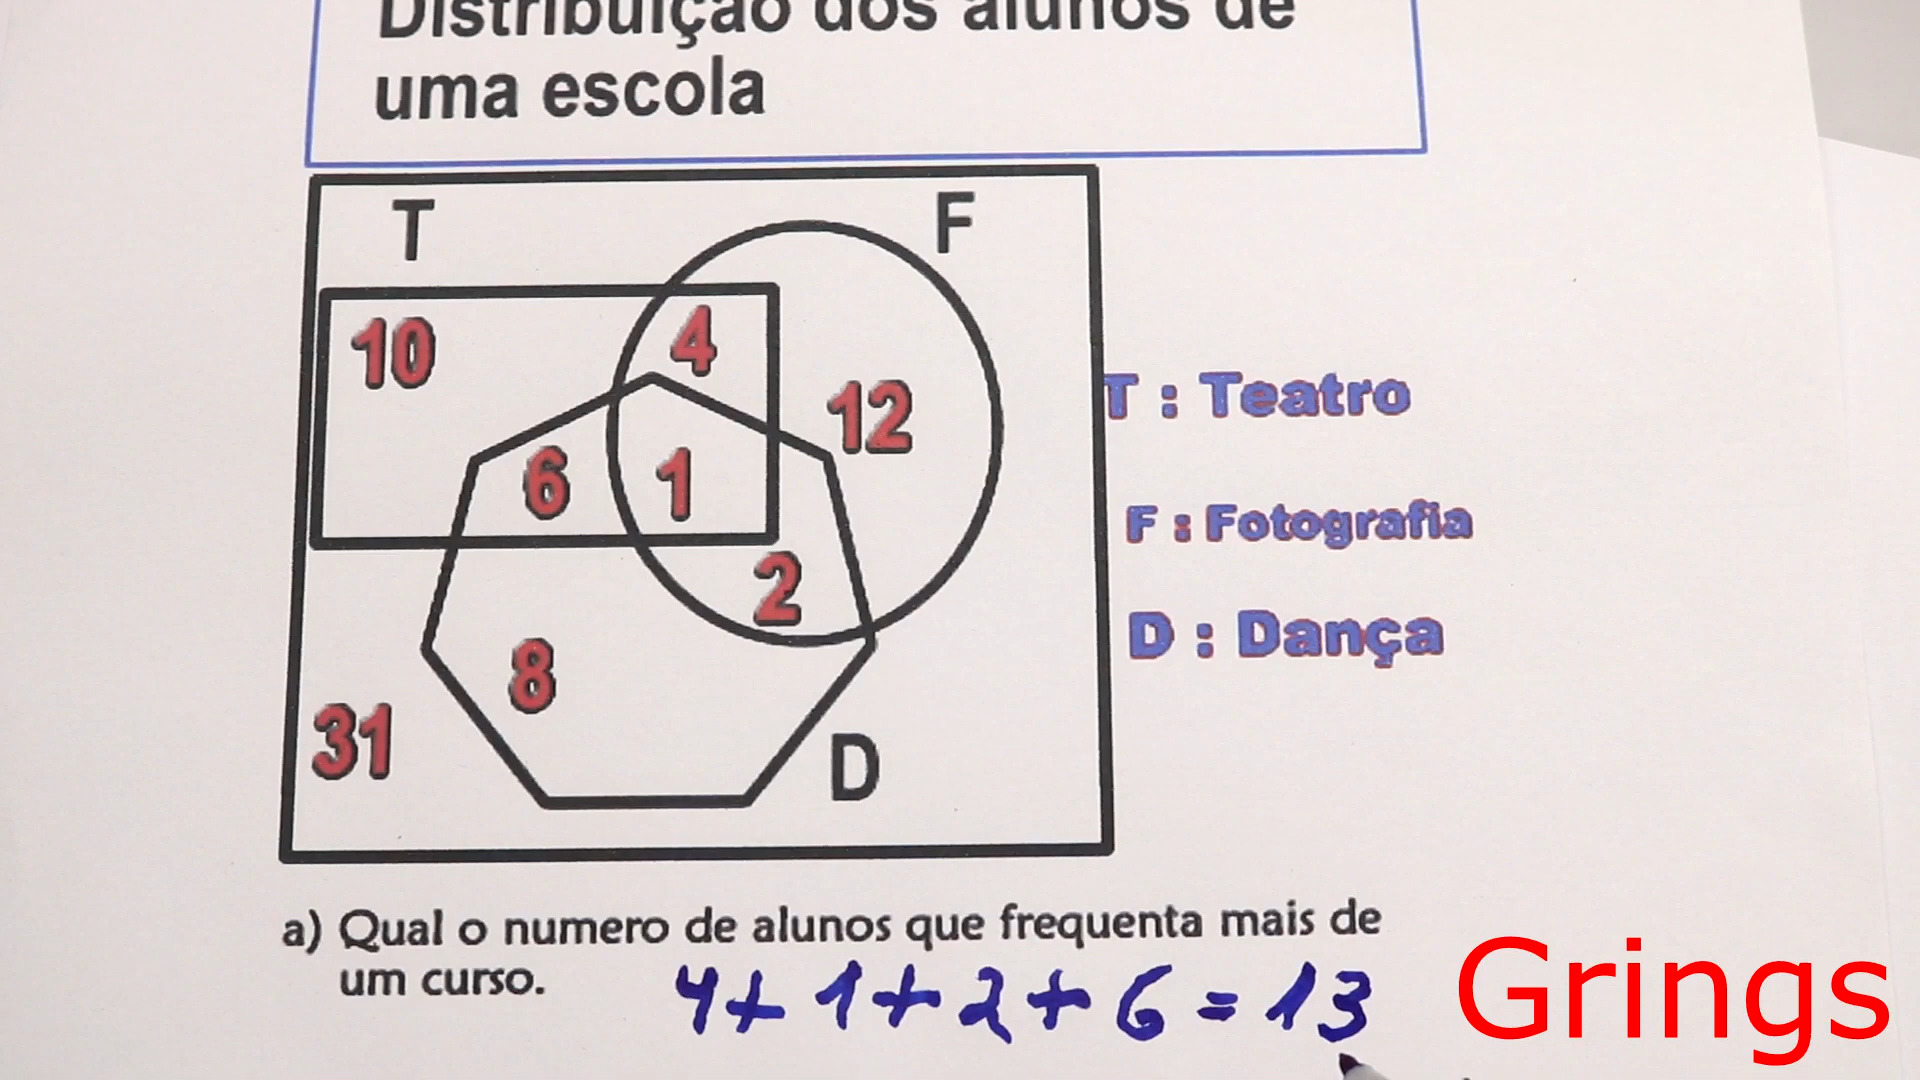 Distribuição dos alunos de
uma escola
T
F
10
4
12
T : Teatro
6
1
F : Fotografia
2
D : Dança
8
31
D
a) Qual o numero de alunos que frequenta mais de
um curso.
4+ 1+ 2+ 6 = 13
Grings